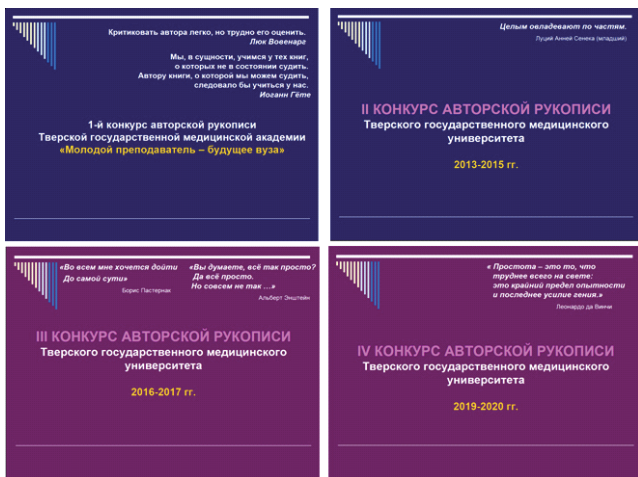 Критиковать автора легко, но трудно его оценить.
Люк Вовенарг
Мы, в сущности, учимся у тех книг,
о которых не в состоянии судить.
Автору книги, о которой мы можем судить,
следовало бы учиться у нас.
Иоганн Гёте
1-й конкурс авторской рукописи
Тверской государственной медицинской академии
«Молодой преподаватель – будущее вуза»
Целым овладевают по частям.
Луций Анней Сенека (младший)
II КОНКУРС АВТОРСКОЙ РУКОПИСИ
Тверского государственного медицинского
университета
2013-2015 гг.
«Во всем мне хочется дойти
До самой сути»
Борис Пастернак
«Вы думаете, всё так просто?
Да всё просто.
Но совсем не так ...»
Альберт Энштейн
III КОНКУРС АВТОРСКОЙ РУКОПИСИ
Тверского государственного медицинского
университета
2016-2017 гг.
« Простота – это то, что
труднее всего на свете:
это крайний предел опытности
и последнее усилие гения.»
Леонардо да Винчи
IV КОНКУРС АВТОРСКОЙ РУКОПИСИ
Тверского государственного медицинского
университета
2019-2020 гг.